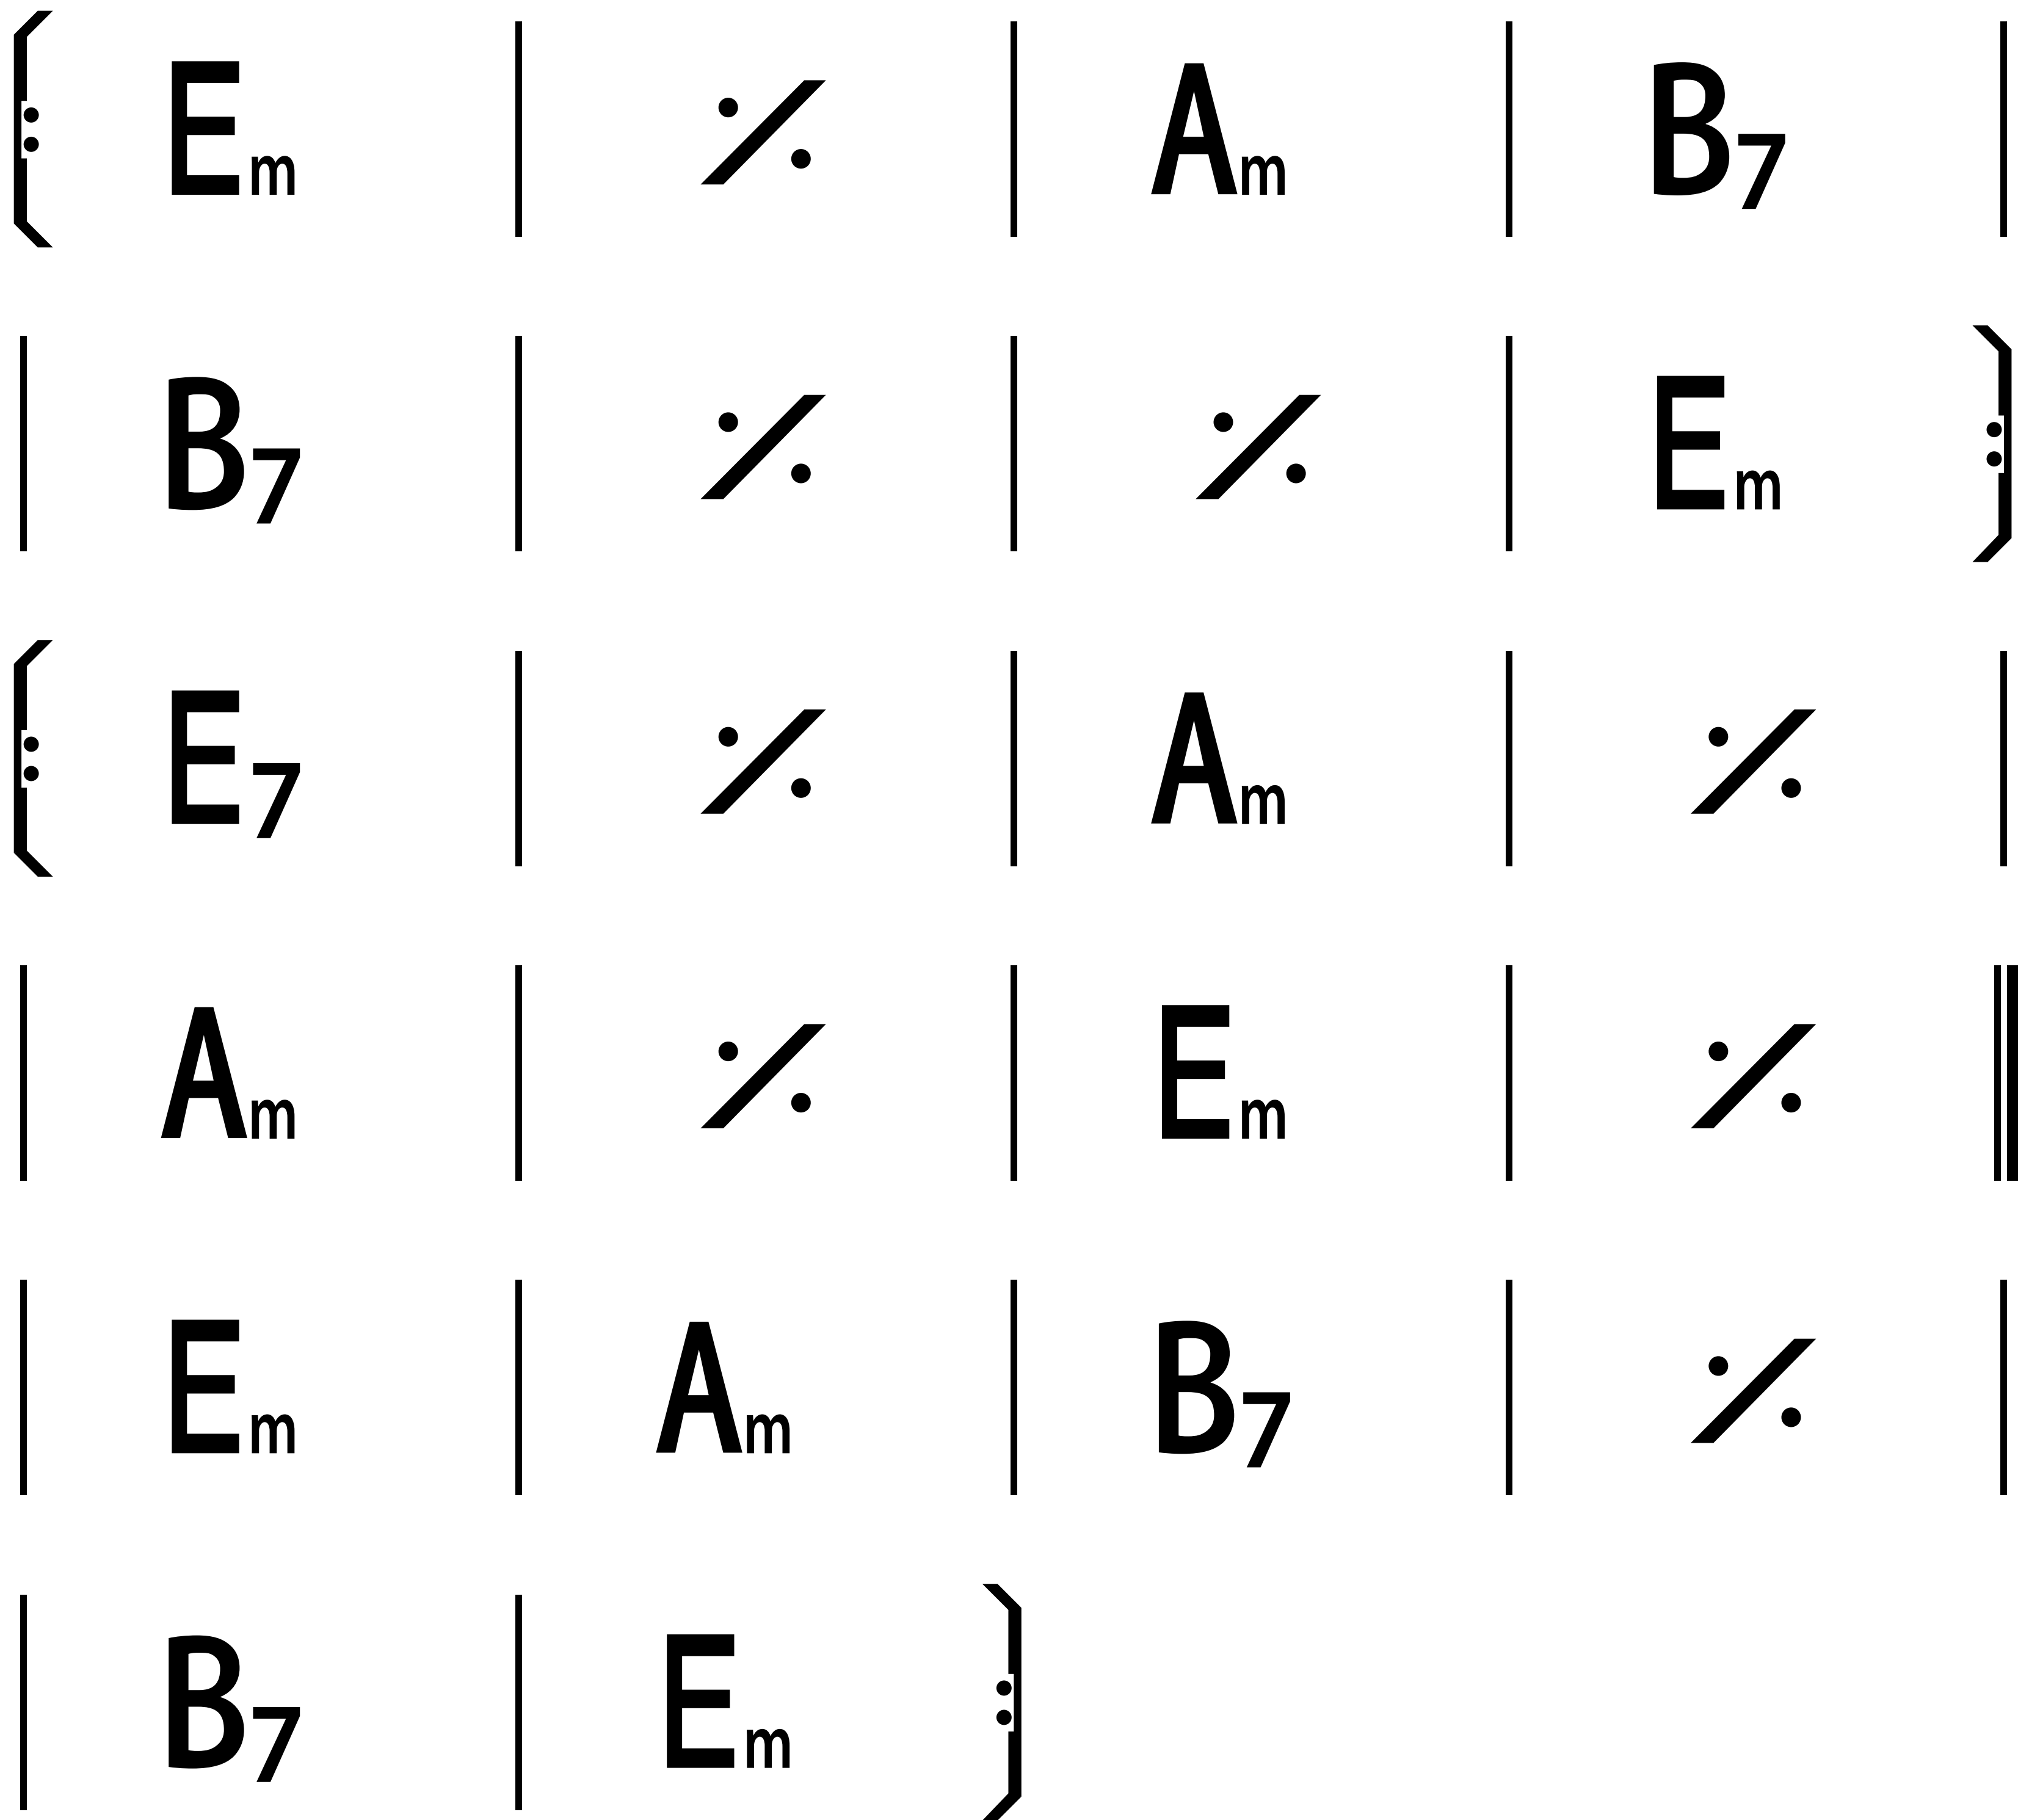 Em | % | Am | B7 |
| B7 | % | % | Em
E7 | % | Am | % |
| Am | % | Em | % ||
| Em | Am | B7 | % |
| B7 | Em